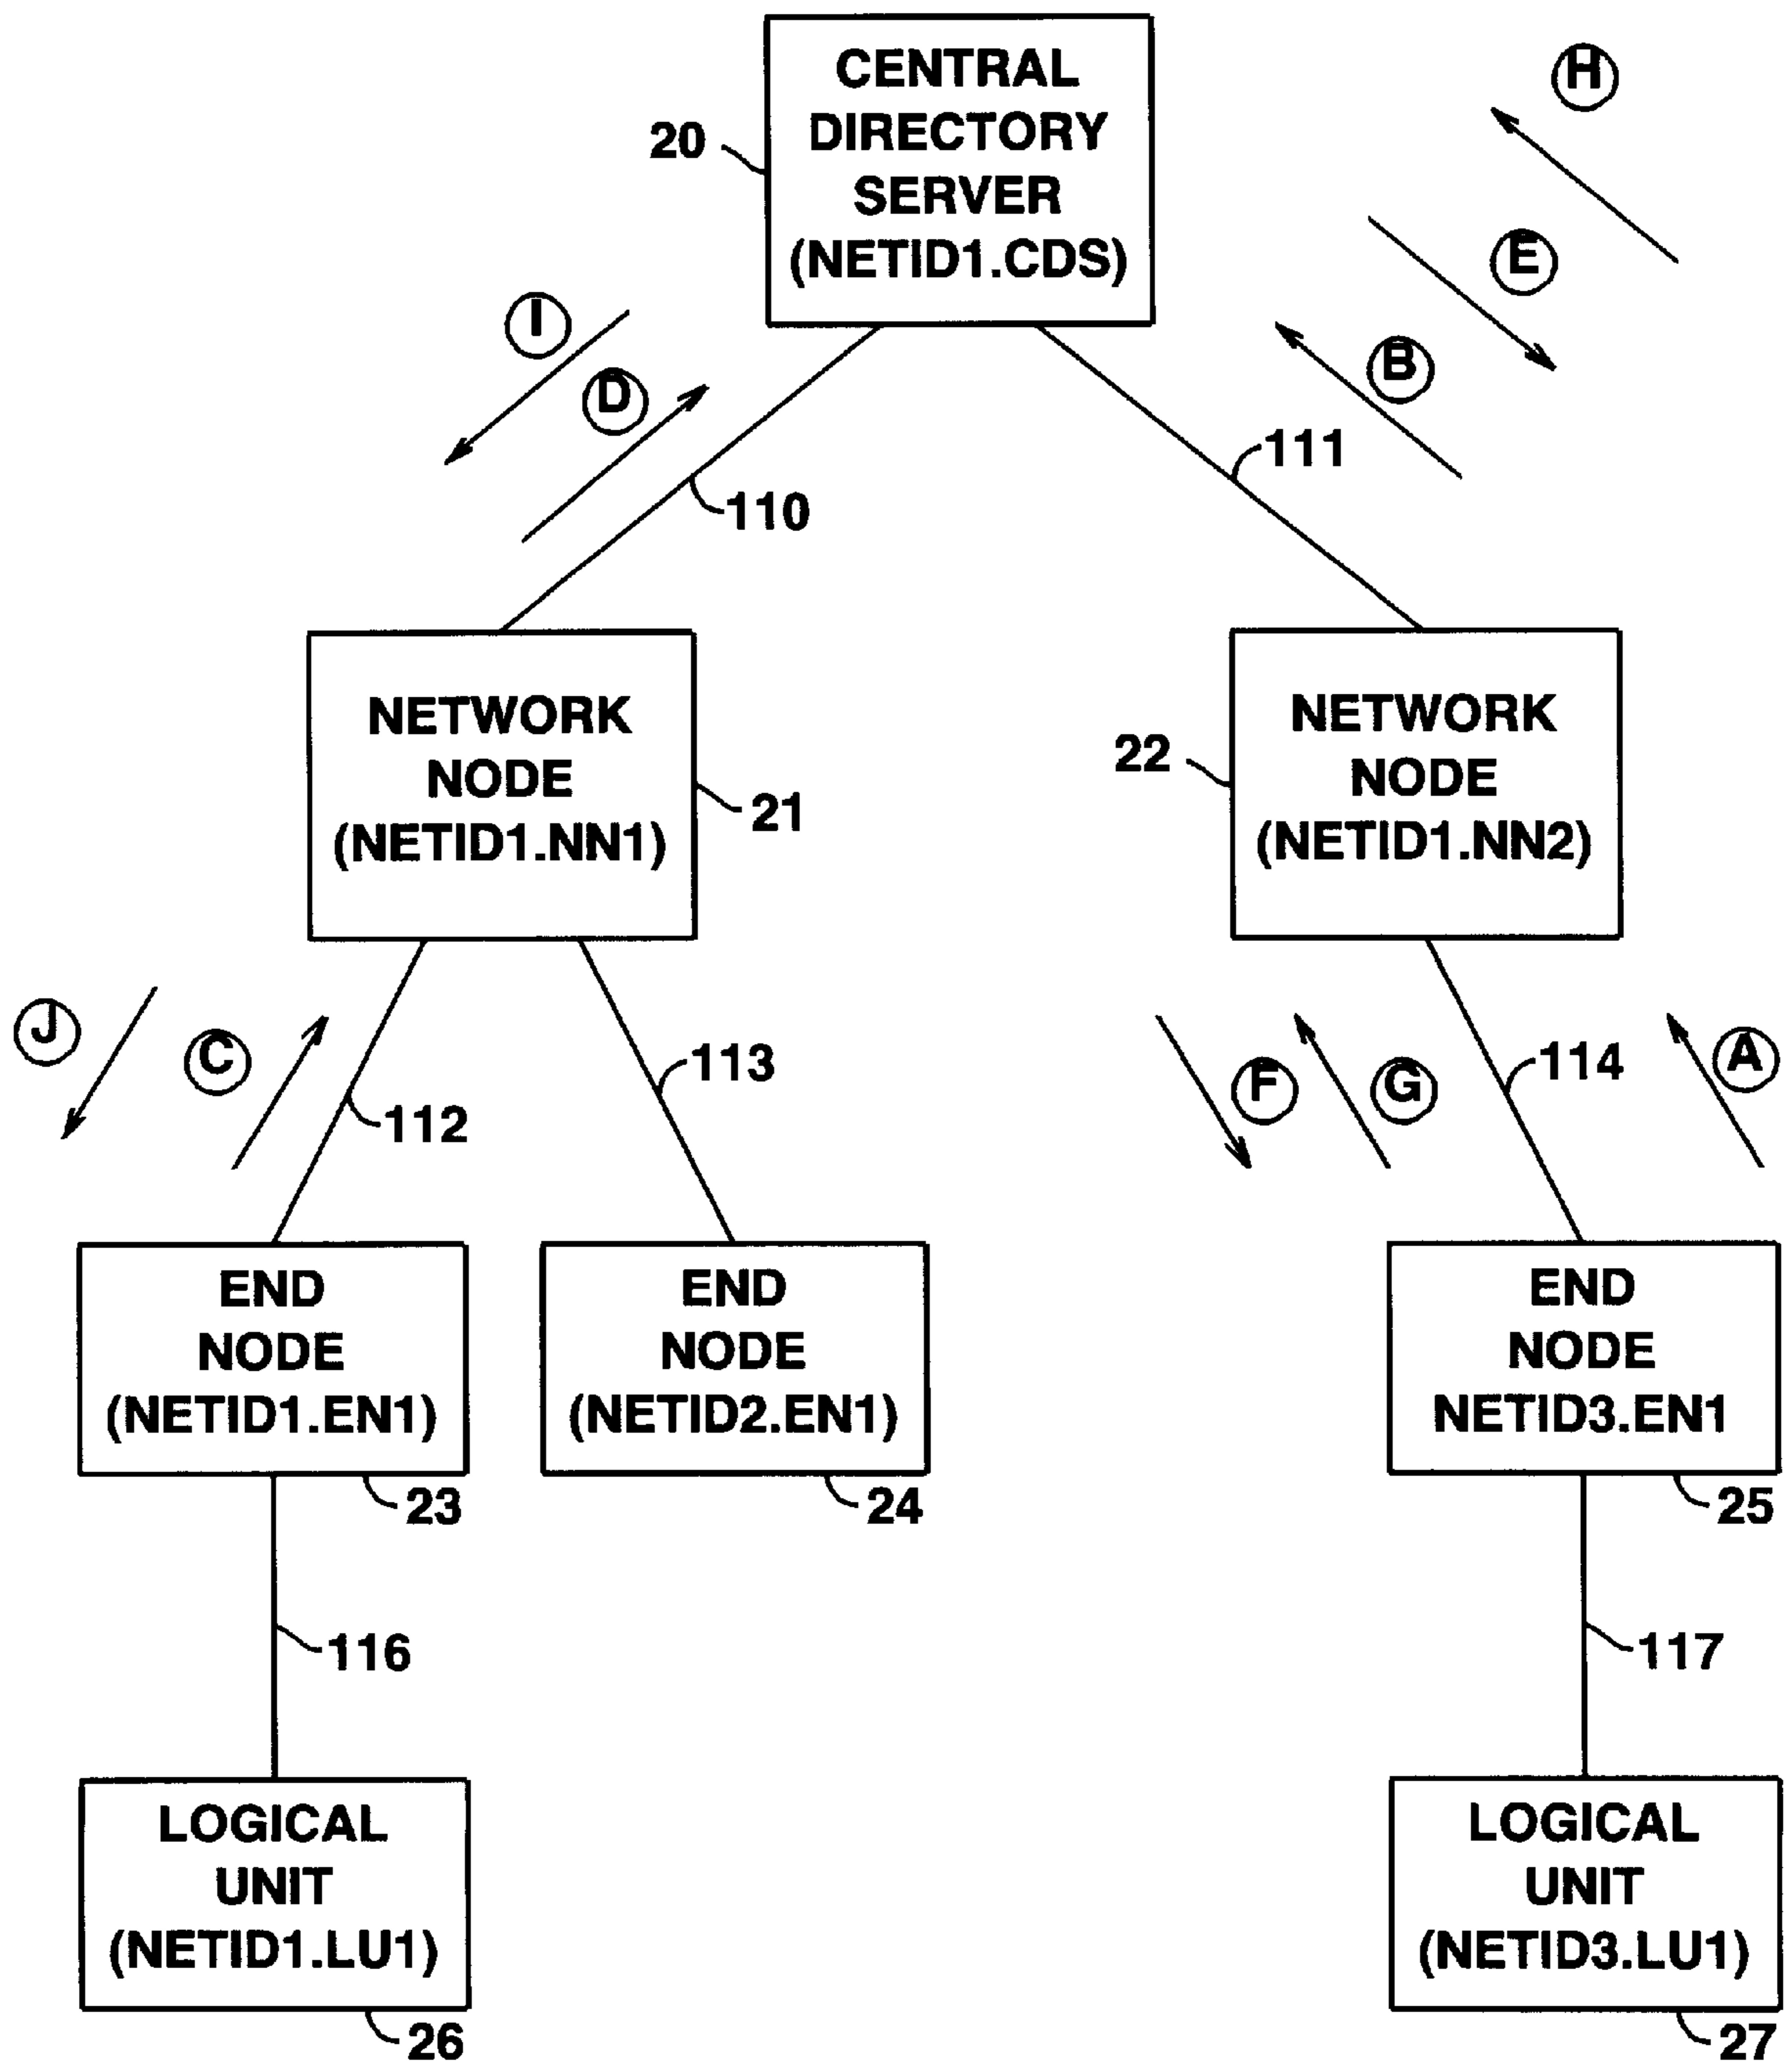 CENTRAL
DIRECTORY
SERVER
(NETID1.CDS)
20
H
E
B
I
D
111
110
NETWORK
NODE
(NETID1.NN1)
21
NETWORK
NODE
(NETID1.NN2)
22
J
C
112
113
F
G
114
A
END
NODE
(NETID1.EN1)
23
END
NODE
(NETID2.EN1)
24
END
NODE
NETID3.EN1
25
116
117
LOGICAL
UNIT
(NETID1.LU1)
26
LOGICAL
UNIT
(NETID3.LU1)
27